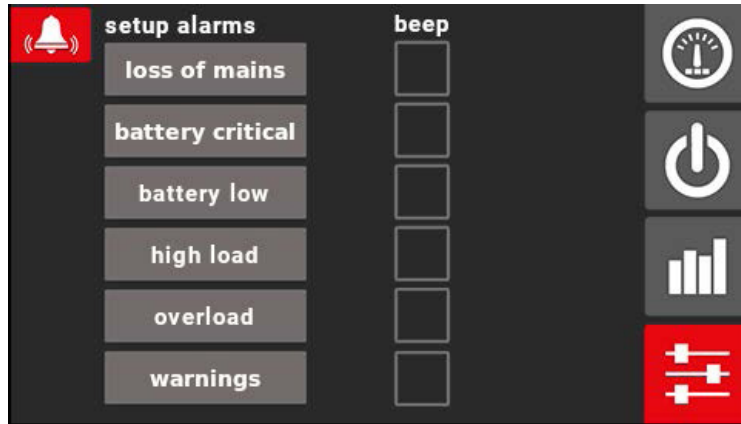 setup alarms beep
loss of mains
battery critical
battery low
high load
overload
warnings